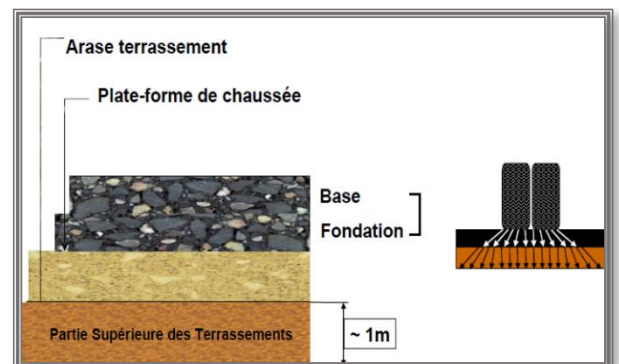 Arase terrassement
Plate-forme de chaussée
Base
Fondation
Partie Supérieure des Terrassements
~ 1m